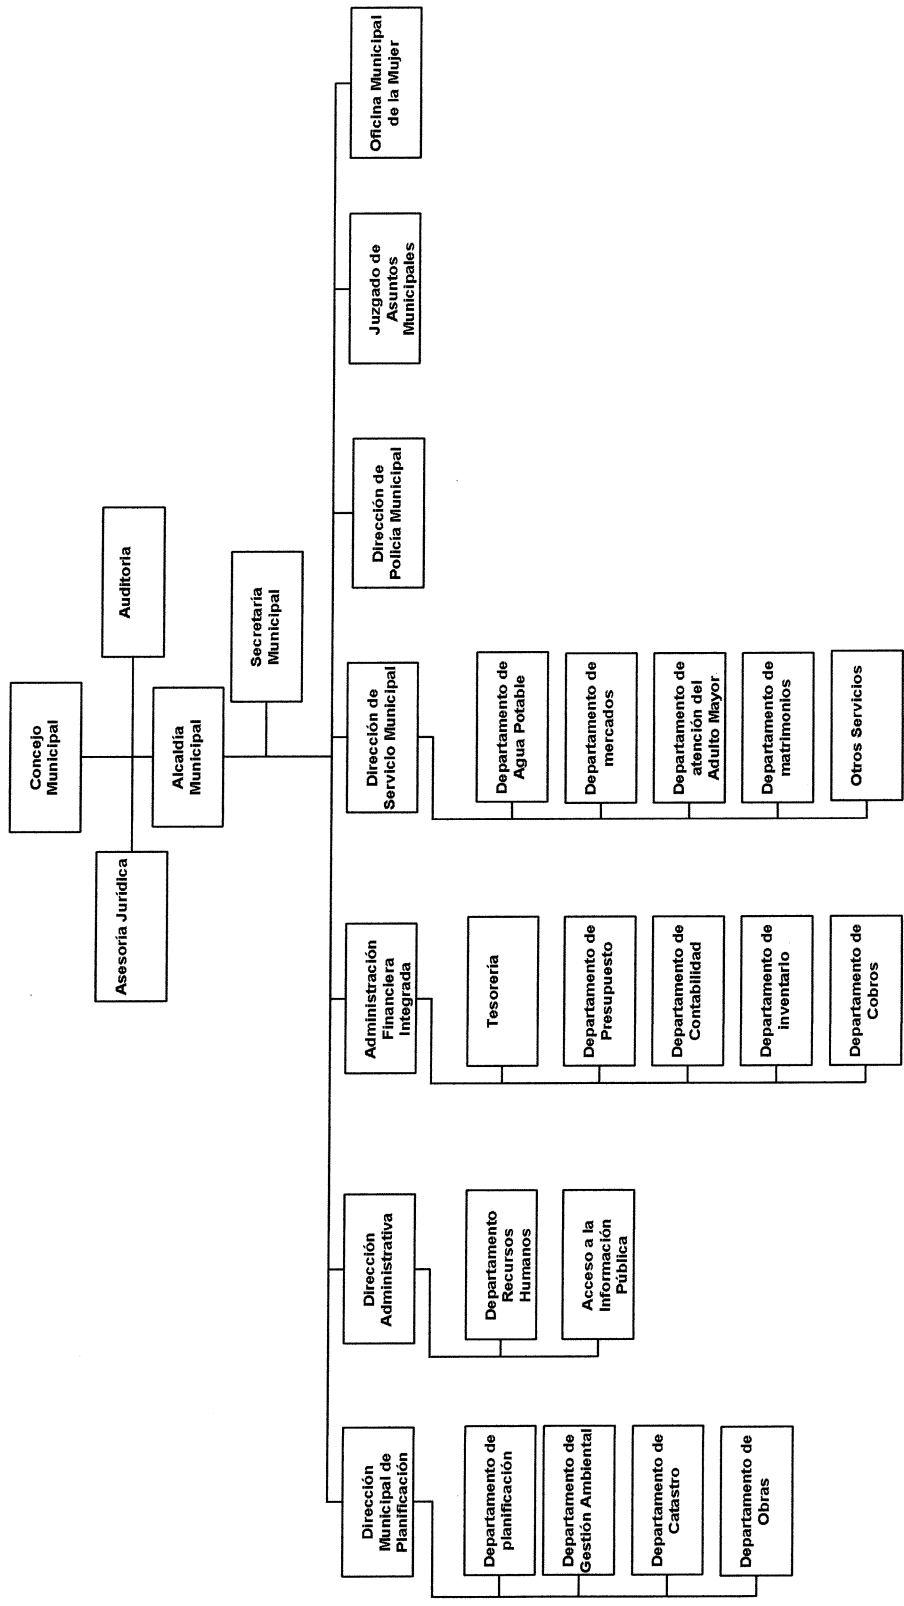 Concejo
Municipal
Asesoría Jurídica
Auditoria
Alcaldía
Municipal
Secretaría
Municipal
Dirección
Municipal de
Planificación
Dirección
Administrativa
Administración
Financiera
Integrada
Dirección de
Servicio Municipal
Dirección de
Policía Municipal
Juzgado de
Asuntos
Municipales
Oficina Municipal
de la Mujer
Departamento de
planificación
Departamento de
Gestión Ambiental
Departamento de
Catastro
Departamento de
Obras
Departamento
Recursos
Humanos
Acceso a la
Información
Pública
Tesorería
Departamento de
Presupuesto
Departamento de
Contabilidad
Departamento de
inventario
Departamento de
Cobros
Departamento de
Agua Potable
Departamento de
mercados
Departamento de
atención del
Adulto Mayor
Departamento de
matrimonios
Otros Servicios